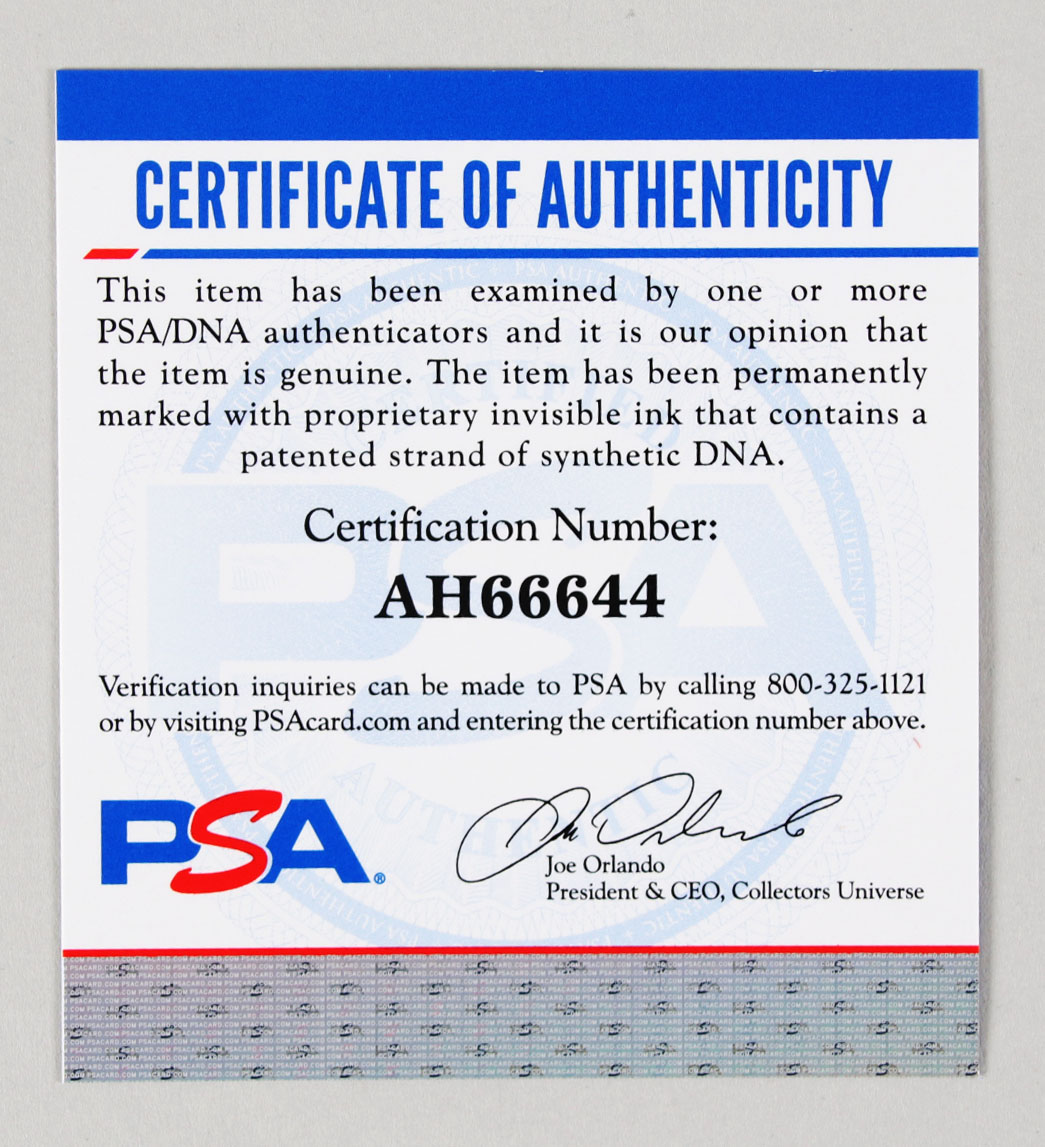 CERTIFICATE OF AUTHENTICITY
This item has been examined by one or more
PSA/DNA authenticators and it is our opinion that
the item is genuine. The item has been permanently
marked with proprietary invisible ink that contains a
patented strand of synthetic DNA.
Certification Number:
AH66644
Verification inquiries can be made to PSA by calling 800-325-1121
or by visiting PSAcard.com and entering the certification number above.
PSA®
Joe Orlando
President & CEO, Collectors Universe